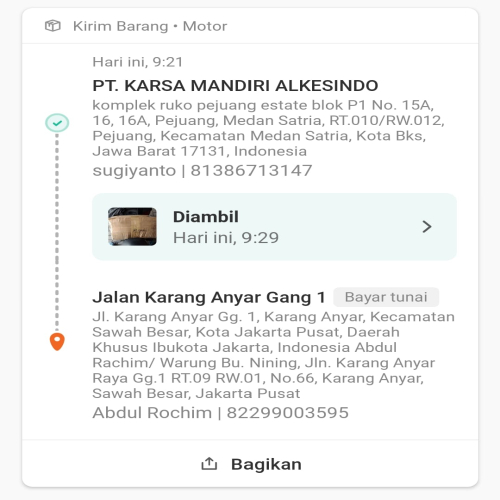 Kirim Barang • Motor
Hari ini, 9:21
PT. KARSA MANDIRI ALKESINDO
komplek ruko pejuang estate blok P1 No. 15A,
16, 16A, Pejuang, Medan Satria, RT.010/RW.012,
Pejuang, Kecamatan Medan Satria, Kota Bks,
Jawa Barat 17131, Indonesia
sugiyanto | 81386713147
Diambil
Hari ini, 9:29
Jalan Karang Anyar Gang 1 Bayar tunai
Jl. Karang Anyar Gg. 1, Karang Anyar, Kecamatan
Sawah Besar, Kota Jakarta Pusat, Daerah
Khusus Ibukota Jakarta, Indonesia Abdul
Rachim/ Warung Bu. Nining, Jln. Karang Anyar
Raya Gg.1 RT.09 RW.01, No.66, Karang Anyar,
Sawah Besar, Jakarta Pusat
Abdul Rochim | 82299003595
Bagikan